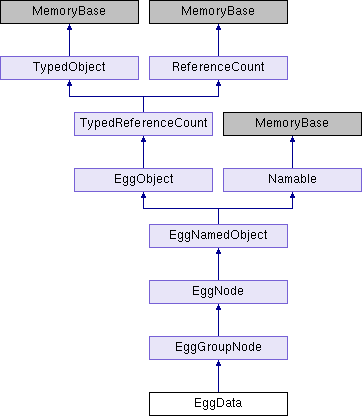 MemoryBase MemoryBase
TypedObject ReferenceCount
TypedReferenceCount MemoryBase
EggObject Namable
EggNamedObject
EggNode
EggGroupNode
EggData